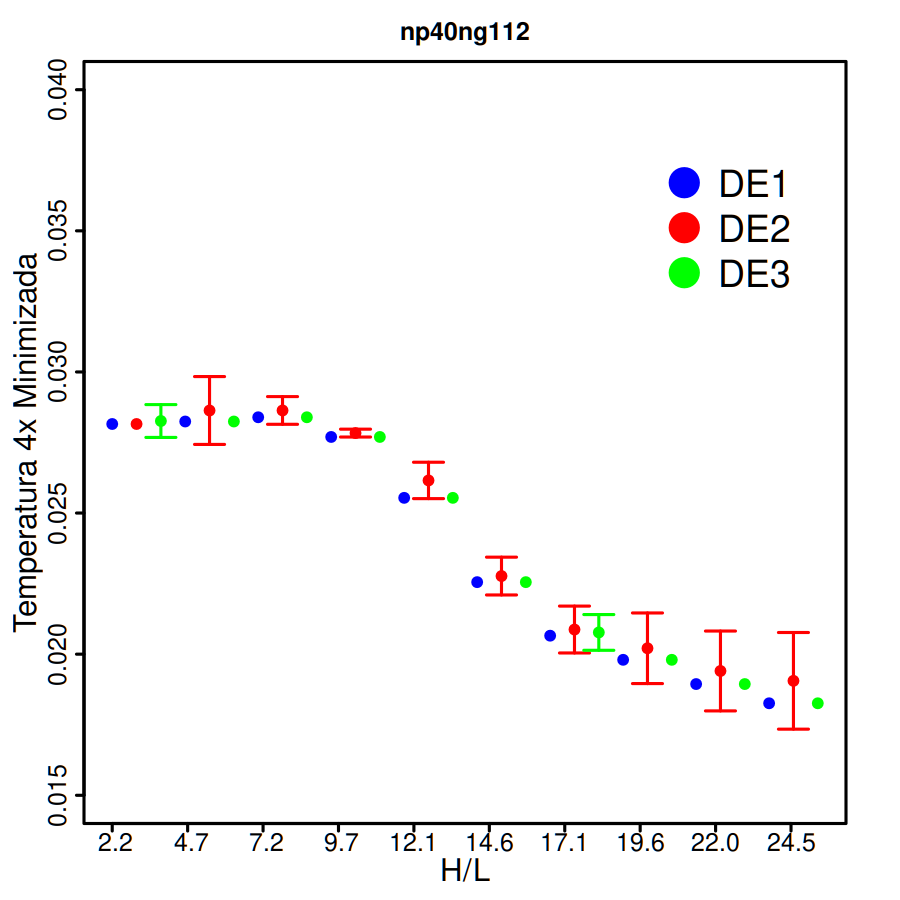 np40ng112
Temperatura 4x Minimizada
0.040
0.035
0.030
0.025
0.020
0.015
DE1
DE2
DE3
2.2 4.7 7.2 9.7 12.1 14.6 17.1 19.6 22.0 24.5
H/L